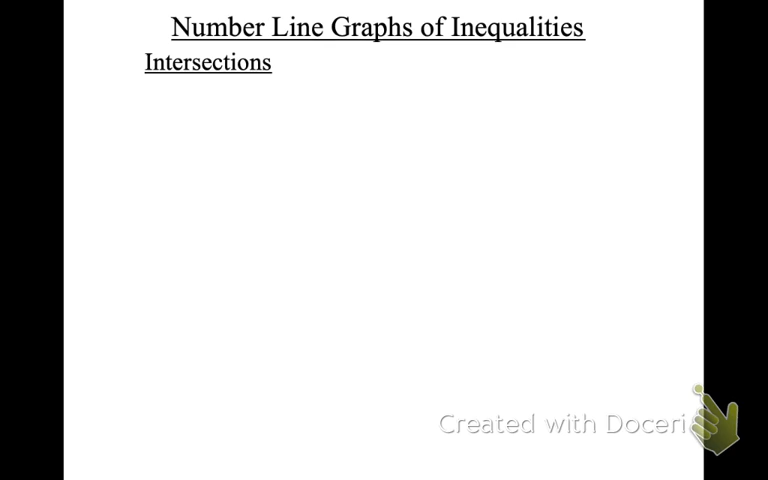 Number Line Graphs of Inequalities
Intersections
Created with Doceri